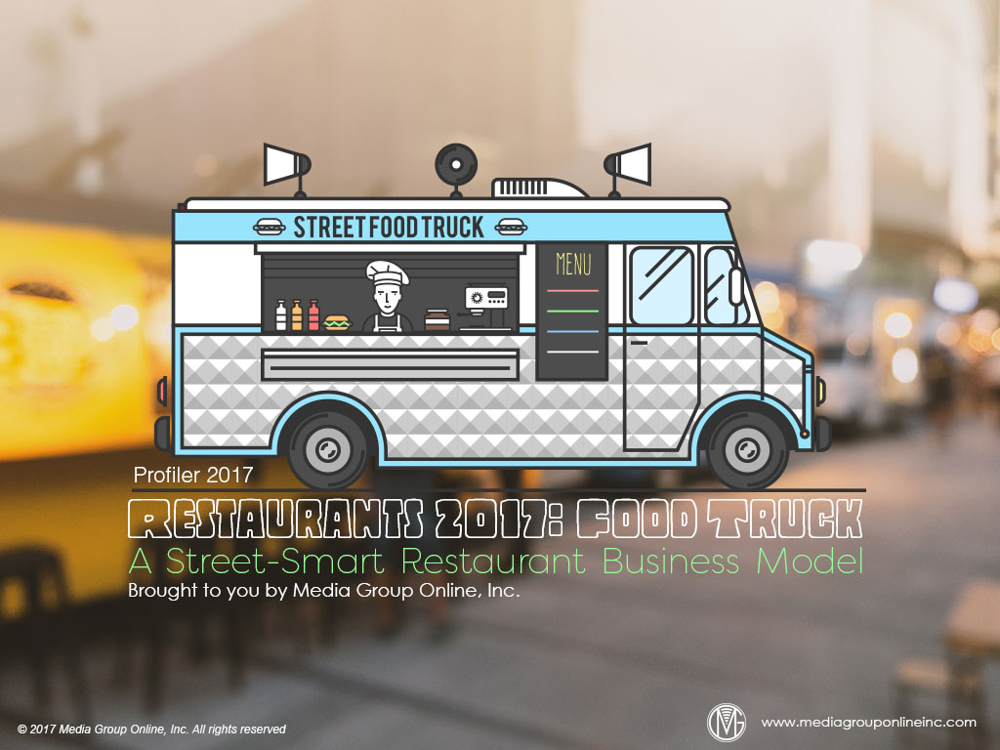 STREET FOOD TRUCK
MENU
Profiler 2017
RESTAURANTS 2017: FOOD TRUCK
A Street-Smart Restaurant Business Model
Brought to you by Media Group Online, Inc.
© 2017 Media Group Online, Inc. All rights reserved
MG
www.mediagrouponlineinc.com